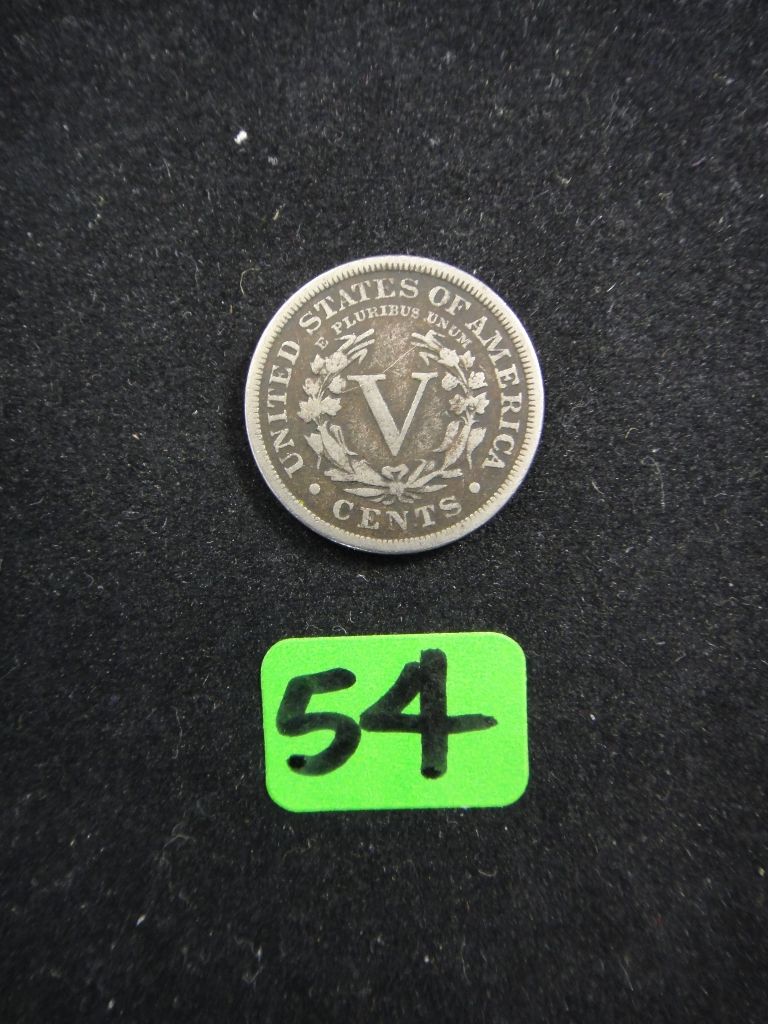 UNITED STATES OF AMERICA
E PLURIBUS UNUM
V
• CENTS •
54